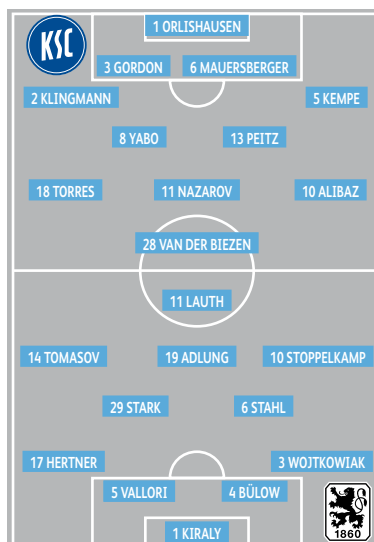 1 ORLISHAUSEN
KSC
3 GORDON 6 MAUERSBERGER
2 KLINGMANN 5 KEMPE
8 YABO 13 PEITZ
18 TORRES 11 NAZAROV 10 ALIBAZ
28 VAN DER BIEZEN
11 LAUTH
14 TOMASOV 19 ADLUNG 10 STOPPELKAMP
29 STARK 6 STAHL
17 HERTNER 3 WOJTKOWIAK
5 VALLORI 4 BÜLOW
1 KIRALY
1860